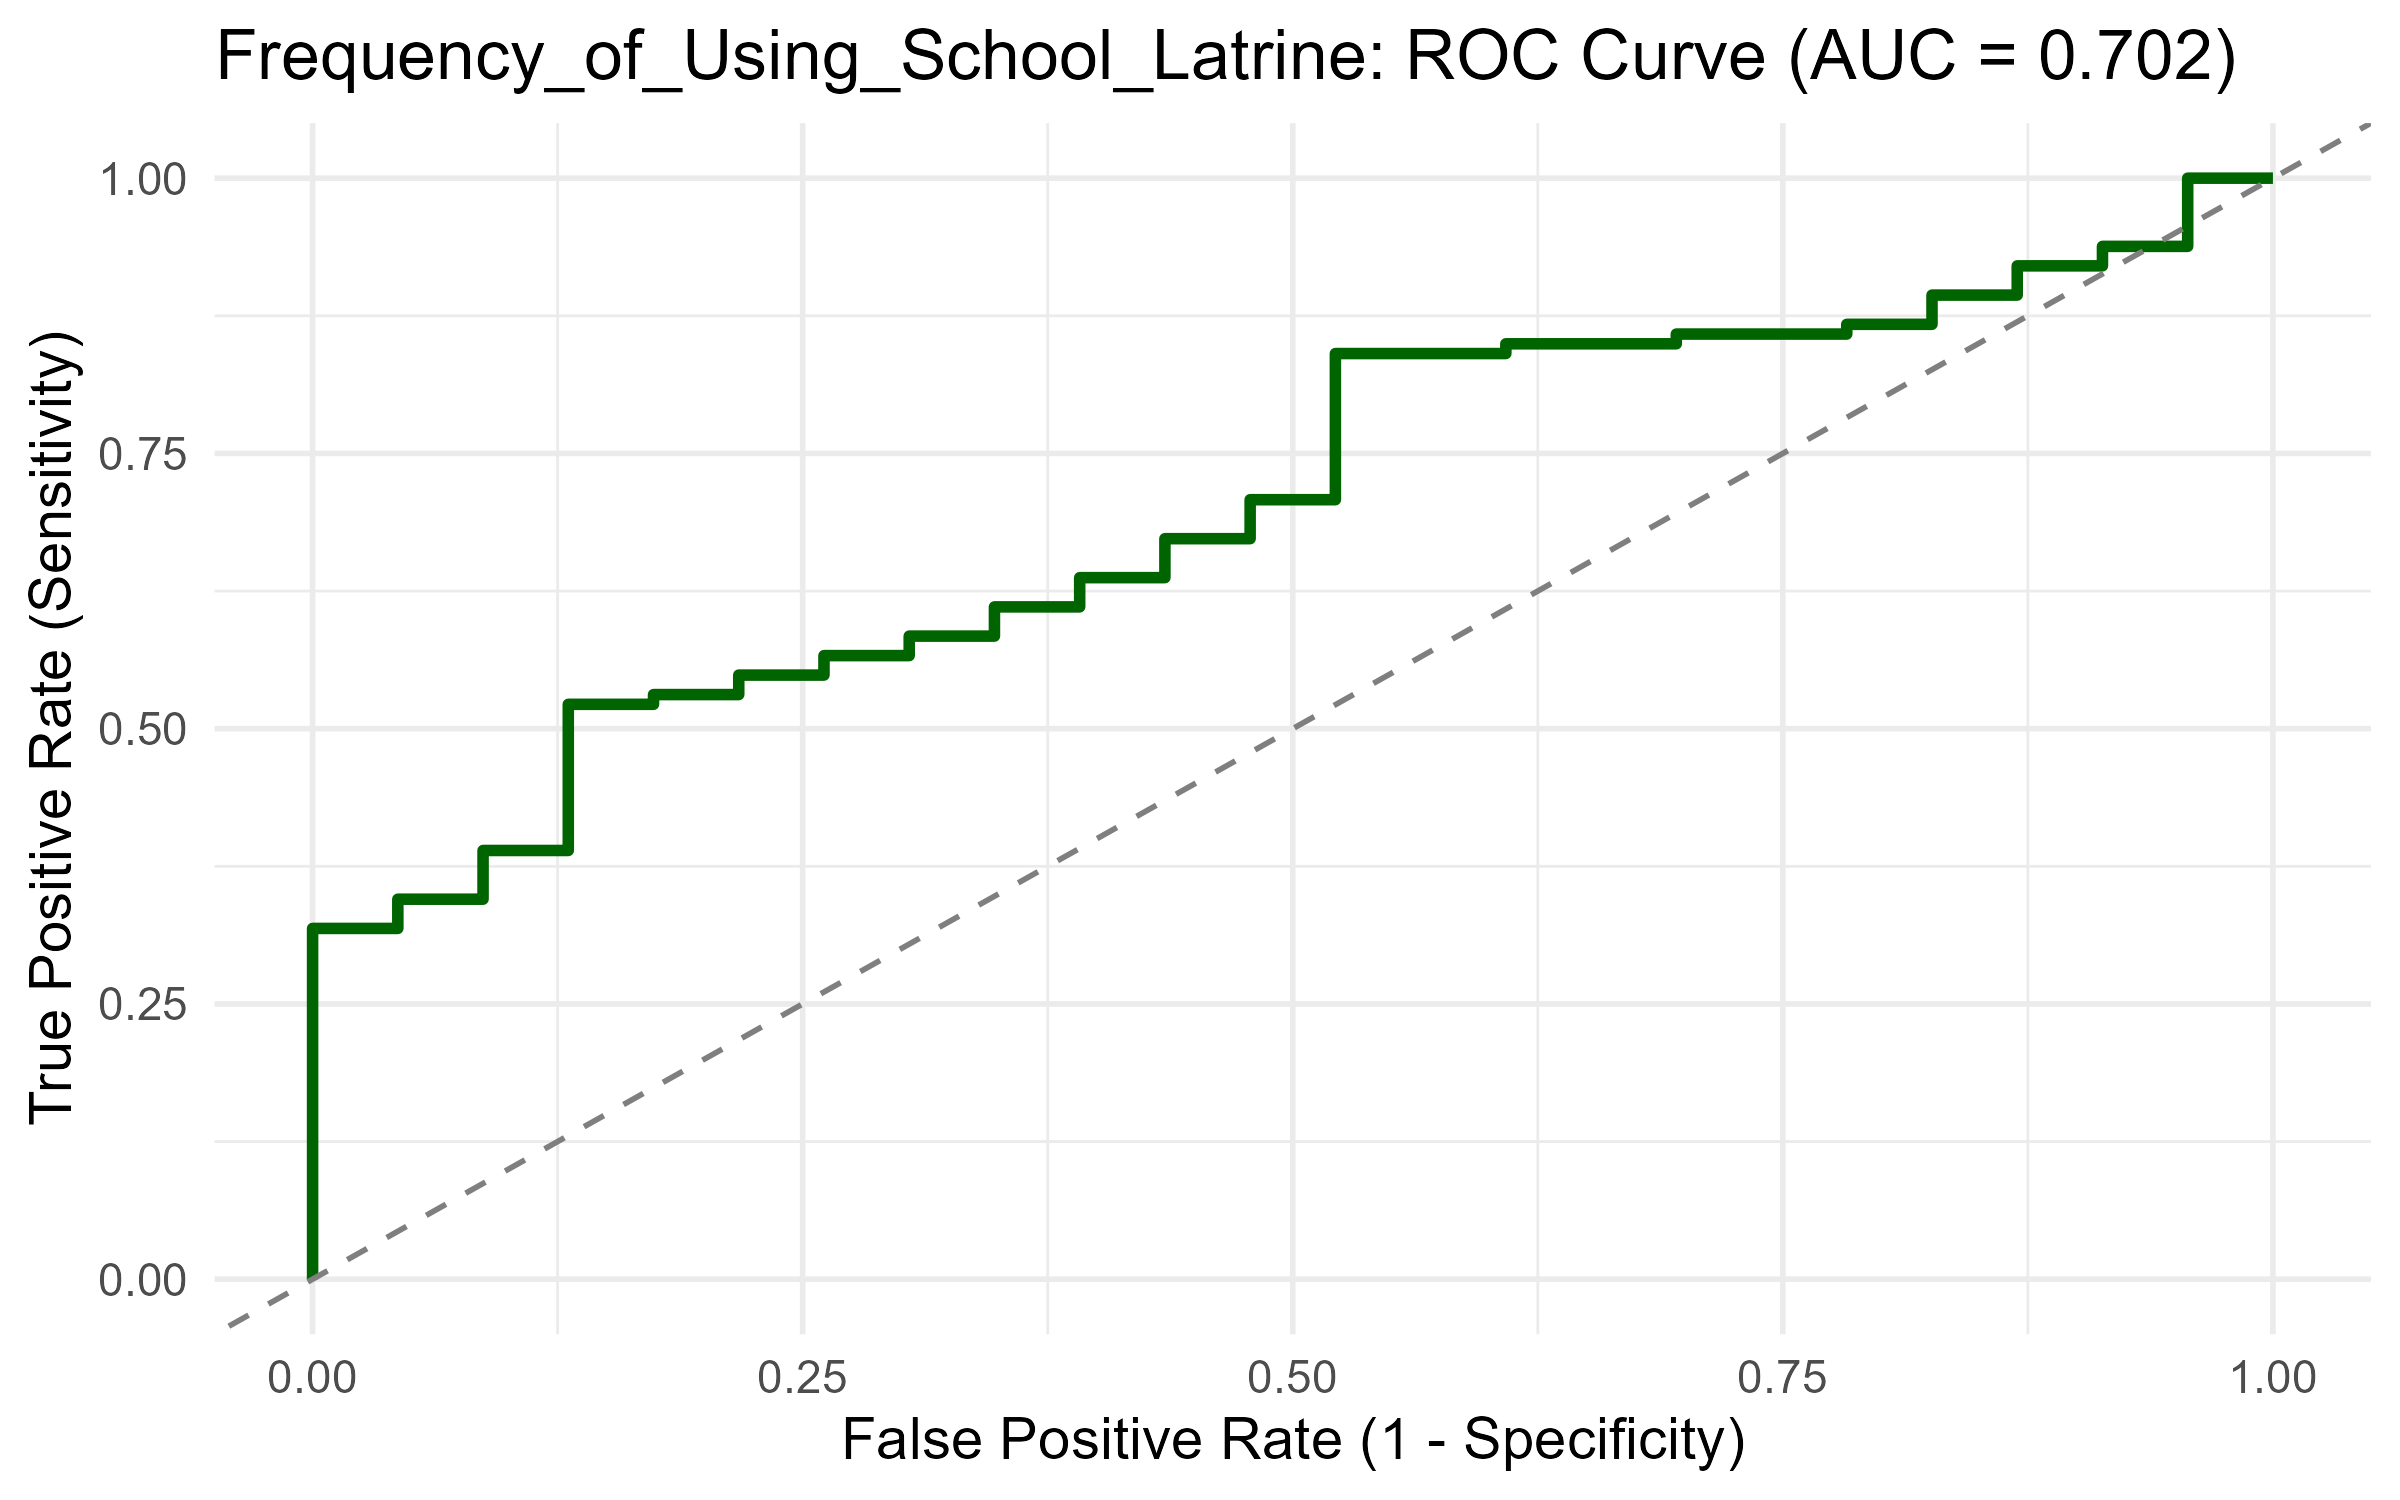 Frequency_of_Using_School_Latrine: ROC Curve (AUC = 0.702)
True Positive Rate (Sensitivity)
1.00
0.75
0.50
0.25
0.00
0.00 0.25 0.50 0.75 1.00
False Positive Rate (1 - Specificity)